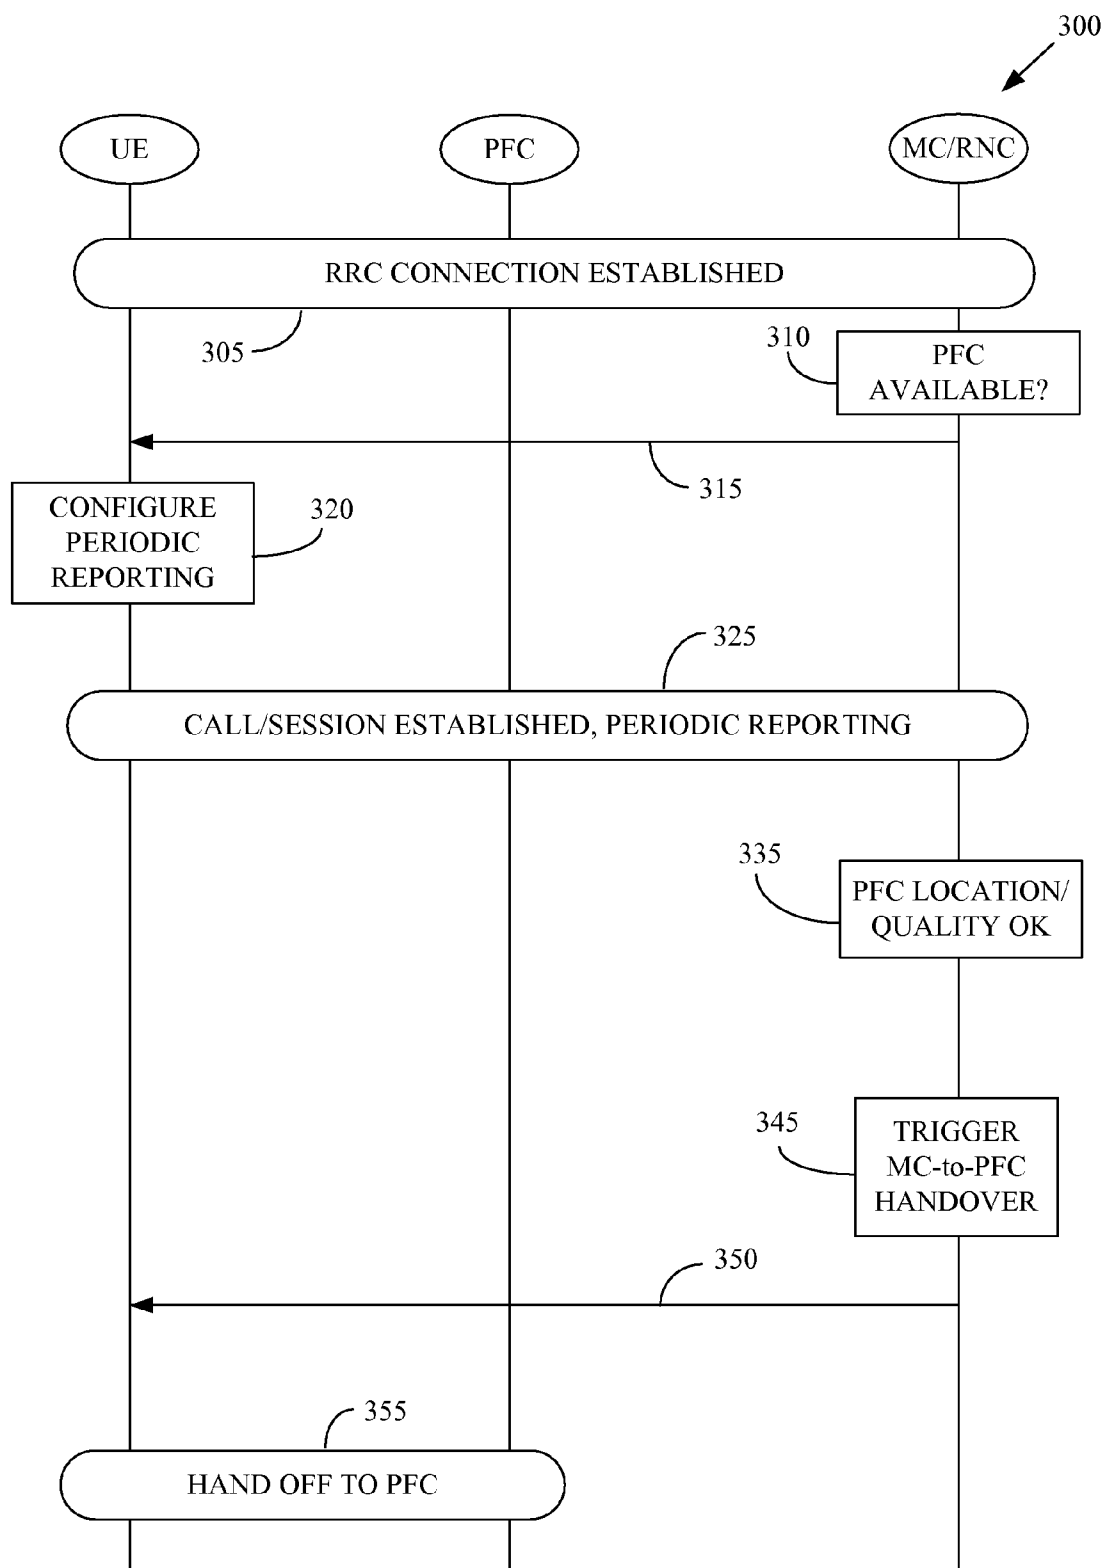 300
UE
PFC
MC/RNC
RRC CONNECTION ESTABLISHED
305
310
PFC
AVAILABLE?
315
CONFIGURE
PERIODIC
REPORTING
320
325
CALL/SESSION ESTABLISHED, PERIODIC REPORTING
335
PFC LOCATION/
QUALITY OK
345
TRIGGER
MC-to-PFC
HANDOVER
350
355
HAND OFF TO PFC